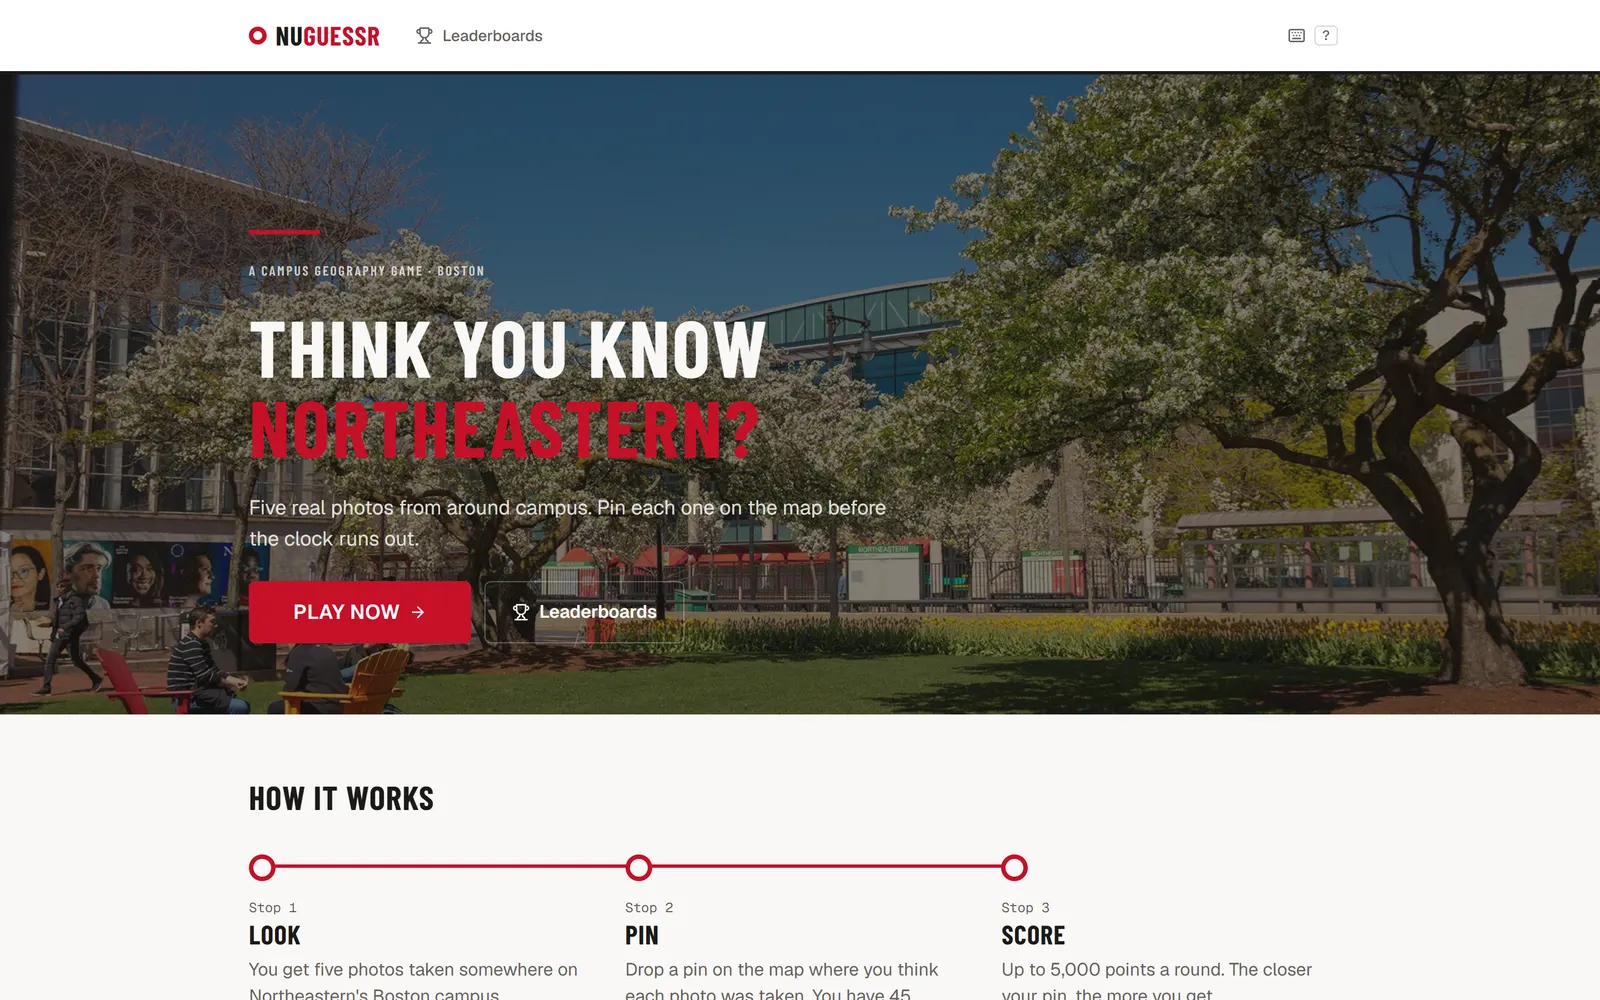 NUGUESSR
Leaderboards
?
A CAMPUS GEOGRAPHY GAME · BOSTON
THINK YOU KNOW
NORTHEASTERN?
Five real photos from around campus. Pin each one on the map before
the clock runs out.
NORTHEASTERN
NORTHEAST
PLAY NOW →
Leaderboards
HOW IT WORKS
Stop 1
LOOK
You get five photos taken somewhere on
Northeastern's Boston campus.
Stop 2
PIN
Drop a pin on the map where you think
each photo was taken. You have 45
Stop 3
SCORE
Up to 5,000 points a round. The closer
your pin, the more you get.